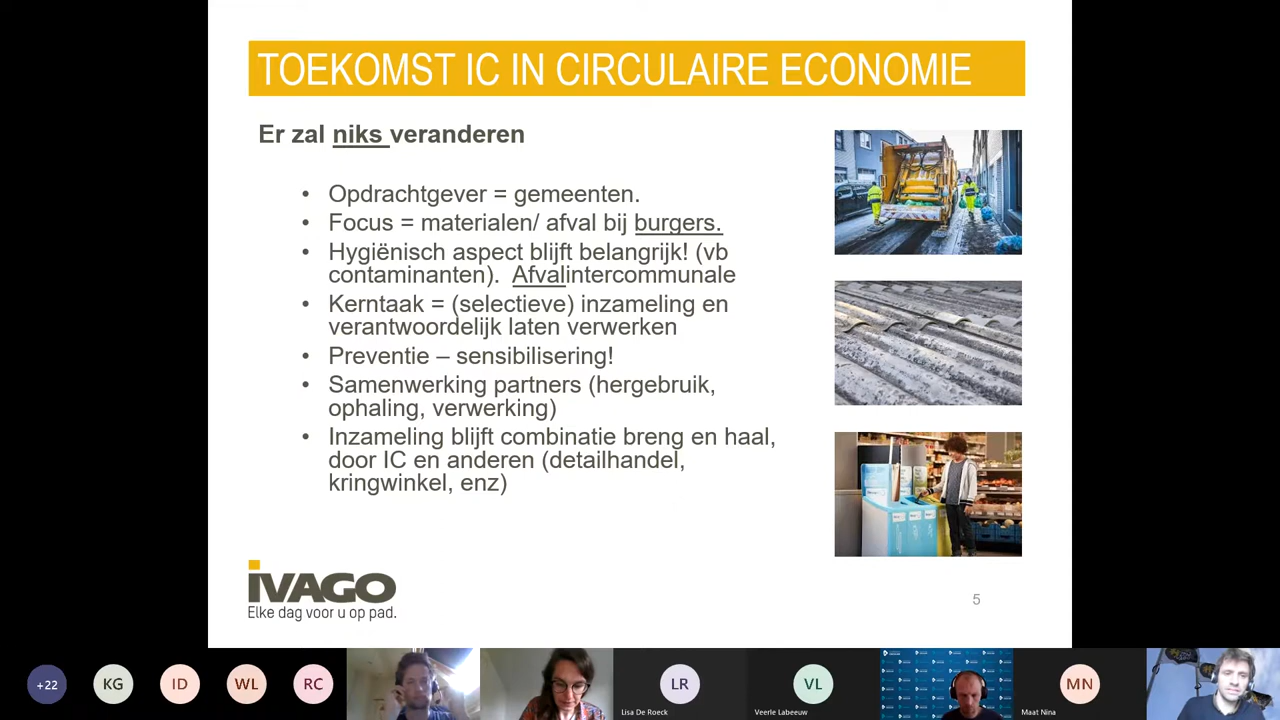 TOEKOMST IC IN CIRCULAIRE ECONOMIE
Er zal niks veranderen
• Opdrachtgever = gemeenten.
• Focus = materialen/ afval bij burgers.
• Hygiënisch aspect blijft belangrijk! (vb
contaminanten). Afvalintercommunale
• Kerntaak = (selectieve) inzameling en
verantwoordelijk laten verwerken
• Preventie – sensibilisering!
• Samenwerking partners (hergebruik,
ophaling, verwerking)
• Inzameling blijft combinatie breng en haal,
door IC en anderen (detailhandel,
kringwinkel, enz)
IVAGO
Elke dag voor u op pad.
5
+22
KG
ID
WL
RC
LR
Lisa De Roeck
VL
Veerle Labeeuw
MN
Maat Nina